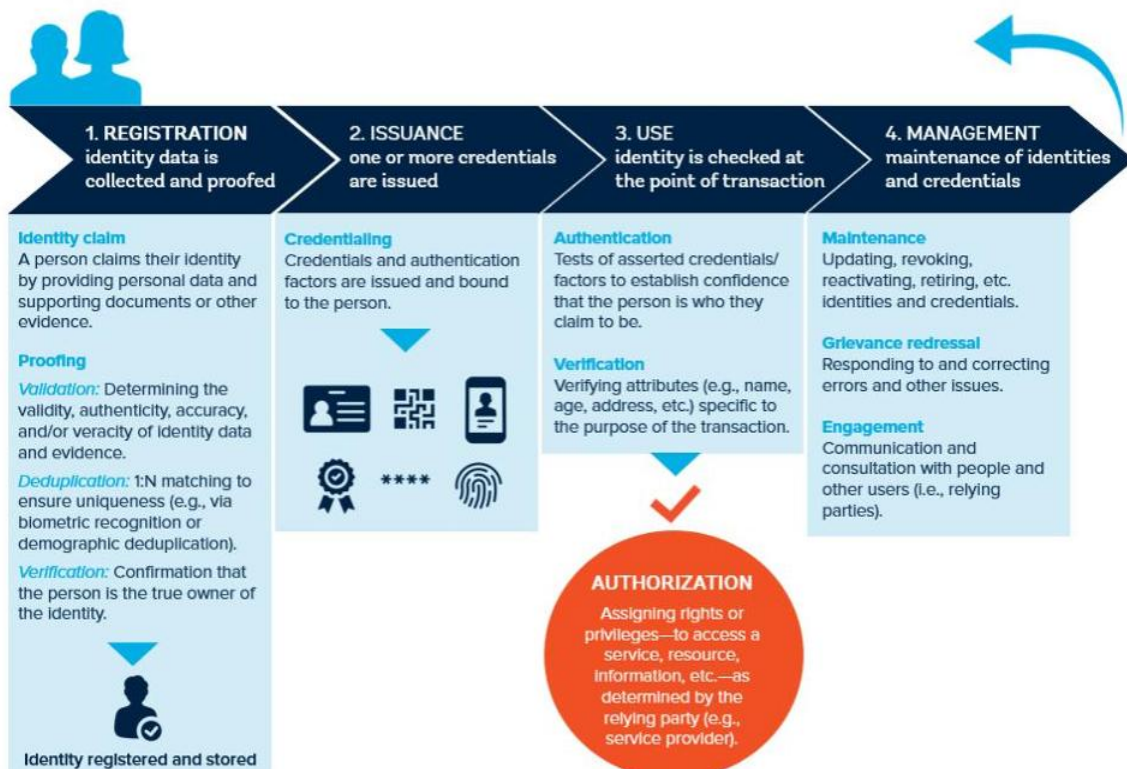 1. REGISTRATION
identity data is
collected and proofed
2. ISSUANCE
one or more credentials
are issued
3. USE
identity is checked at
the point of transaction
4. MANAGEMENT
maintenance of identities
and credentials
Identity claim
A person claims their identity
by providing personal data and
supporting documents or other
evidence.
Proofing
Validation: Determining the
validity, authenticity, accuracy,
and/or veracity of identity data
and evidence.
Deduplication: 1:N matching to
ensure uniqueness (e.g., via
biometric recognition or
demographic deduplication).
Verification: Confirmation that
the person is the true owner of
the identity.
Identity registered and stored
Credentialing
Credentials and authentication
factors are issued and bound
to the person.
****
Authentication
Tests of asserted credentials/
factors to establish confidence
that the person is who they
claim to be.
Verification
Verifying attributes (e.g., name,
age, address, etc.) specific to
the purpose of the transaction.
AUTHORIZATION
Assigning rights or
privileges—to access a
service, resource,
information, etc.—as
determined by the
relying party (e.g.,
service provider).
Maintenance
Updating, revoking,
reactivating, retiring, etc.
identities and credentials.
Grievance redressal
Responding to and correcting
errors and other issues.
Engagement
Communication and
consultation with people and
other users (i.e., relying
parties).